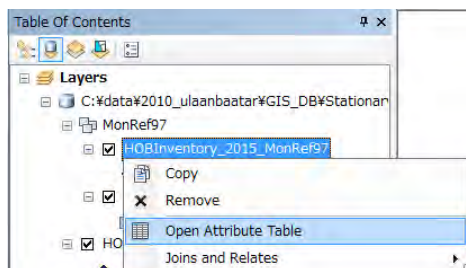 Table Of Contents
Layers
C:¥data¥2010_ulaanbaatar¥GIS_DB¥Stationar
MonRef97
HOBInventory_2015_MonRef97
Copy
Remove
Open Attribute Table
HO
Joins and Relates